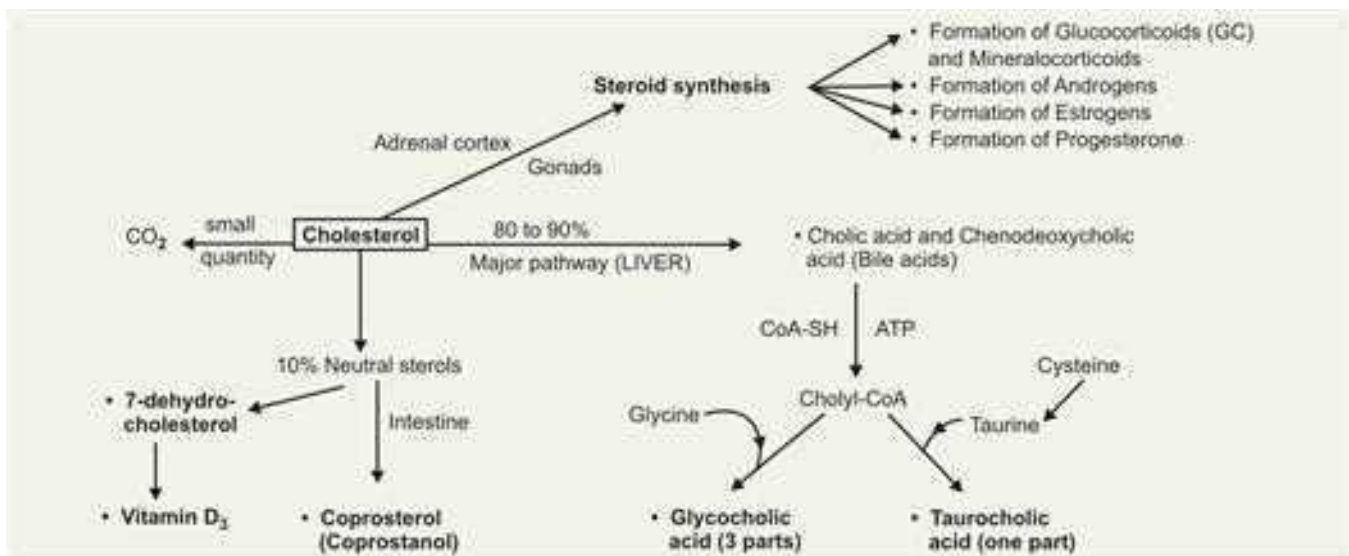 • Formation of Glucocorticoids (GC)
and Mineralocorticoids
Steroid synthesis
• Formation of Androgens
• Formation of Estrogens
• Formation of Progesterone
Adrenal cortex
Gonads
CO₂
small
quantity
Cholesterol
80 to 90%
Major pathway (LIVER)
• Cholic acid and Chenodeoxycholic
acid (Bile acids)
CoA-SH
ATP
10% Neutral sterols
Cysteine
• 7-dehydro-
cholesterol
Intestine
Glycine
Cholyl-CoA
Taurine
• Vitamin D₃
• Coprosterol
(Coprostanol)
• Glycocholic
acid (3 parts)
• Taurocholic
acid (one part)